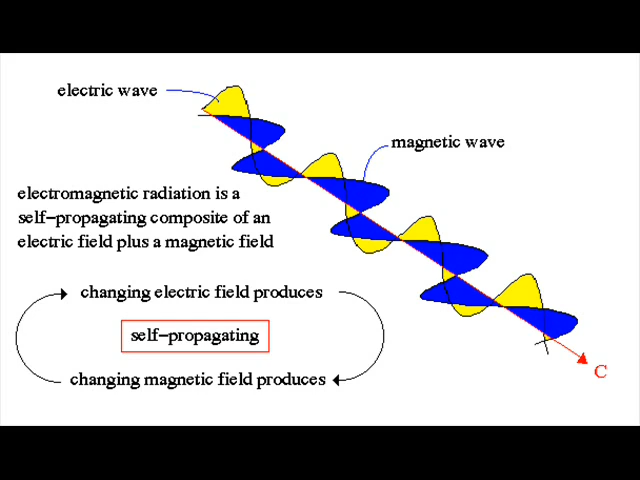 electric wave
magnetic wave
electromagnetic radiation is a
self-propagating composite of an
electric field plus a magnetic field
changing electric field produces
self-propagating
changing magnetic field produces
C